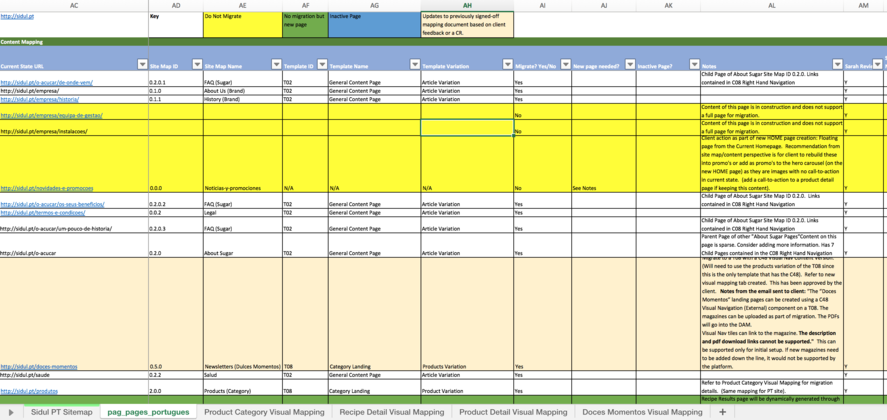 AC AD AE AF AG AH AI AJ AK AL AM
http://sidul.pt Key Do Not Migrate No migration but Inactive Page Updates to previously signed-off
new page mapping document based on client
feedback or a CR.
Content Mapping
Current State URL Site Map ID Site Map Name Template ID Template Name Template Variation Migrate? Yes/No New page needed? Inactive Page? Notes Sarah Revie
Child Page of About Sugar Site Map ID 0.2.0. Links
http://sidul.pt/o-acucar/de-onde-vem/ 0.2.0.1 FAQ (Sugar) T02 General Content Page Article Variation Yes contained in C08 Right Hand Navigation Y
http://sidul.pt/empresa/ 0.1.0 About Us (Brand) T02 General Content Page Article Variation Yes Y
http://sidul.pt/empresa/historia/ 0.1.1 History (Brand) T02 General Content Page Article Variation Yes Y
Content of this page is in construction and does not support
http://sidul.pt/empresa/equipa-de-gestao/ No a full page for migration. Y
Content of this page is in construction and does not support
http://sidul.pt/empresa/instalacoes/ No a full page for migration. Y
Client action as part of new HOME page creation: Floating
page from the Current Homepage. Recommendation from
site map/content perspective is for client to rebuild these
into promo's or add as promo's to the hero carousel (on the
new HOME page) as they are images with no call-to-action
in current state. (add a call-to-action to a product detail
http://sidul.pt/novidades-e-promocoes 0.0.0 Noticias-y-promociones N/A N/A N/A No See Notes page if keeping this content). Y
Child Page of About Sugar Site Map ID 0.2.0. Links
http://sidul.pt/o-acucar/os-seus-beneficios/ 0.2.0.2 FAQ (Sugar) T02 General Content Page Article Variation Yes contained in C08 Right Hand Navigation Y
http://sidul.pt/termos-e-condicoes/ 0.0.2 Legal T02 General Content Page Article Variation Yes Y
Child Page of About Sugar Site Map ID 0.2.0. Links
http://sidul.pt/o-acucar/um-pouco-de-historia/ 0.2.0.3 FAQ (Sugar) T02 General Content Page Article Variation Yes contained in C08 Right Hand Navigation Y
Parent Page of other "About Sugar Pages"Content on this
page is sparse. Consider adding more information. Has 7
http://sidul.pt/o-acucar 0.2.0 About Sugar T02 General Content Page Article Variation Yes Child Pages contained in the C08 Right Hand Navigation Y
(Will need to use the products variation of the T08 since
this is the only template that has the C48). Refer to new
visual mapping tab created. This has been approved by the
client. Notes from the email sent to client: "The "Doces
Momentos" landing pages can be created using a C48
Visual Navigation (External) component on a T08. The
magazines can be uploaded as part of migration. The PDFs
will go into the DAM.
Visual Nav tiles can link to the magazine. The description
and pdf download links cannot be supported." This can
be supported only for initial setup. If new magazines need
to be added down the line, it would not be supported by
http://sidul.pt/doces-momentos 0.5.0 Newsletters (Dulces Momentos) T08 Category Landing Products Variation Yes the platform. Y
http://sidul.pt/saude 0.2.2 Salud T02 General Content Page Article Variation Yes Y
Refer to Product Category Visual Mapping for migration
http://sidul.pt/produtos 2.0.0 Products (Category) T08 Category Landing Product Variation Yes details. (Same mapping for PT site). Y
Recipe Results page will be dynamically generated through
Sidul PT Sitemap pag_pages_portugues Product Category Visual Mapping Recipe Detail Visual Mapping Product Detail Visual Mapping Doces Momentos Visual Mapping +